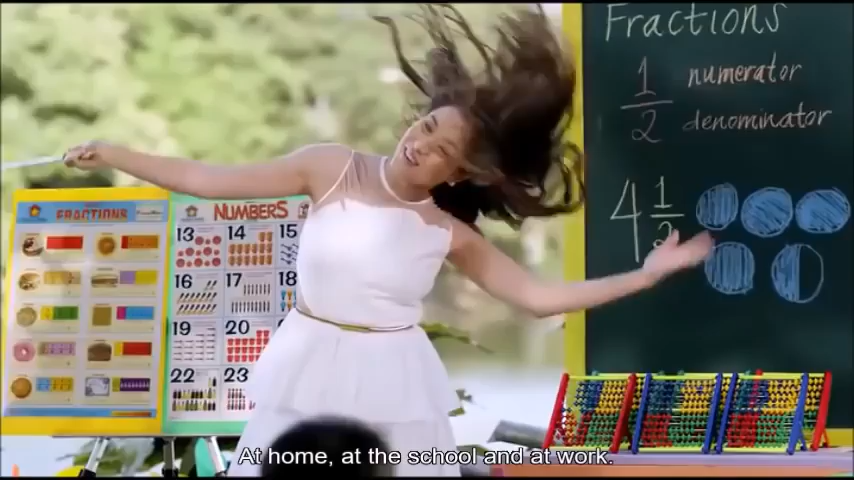 Fractions
1 numerator
2 denominator
4 1
2
FRACTIONS
NUMBERS
13 14 15
16 17 18
19 20
22 23
At home, at the school and at work.